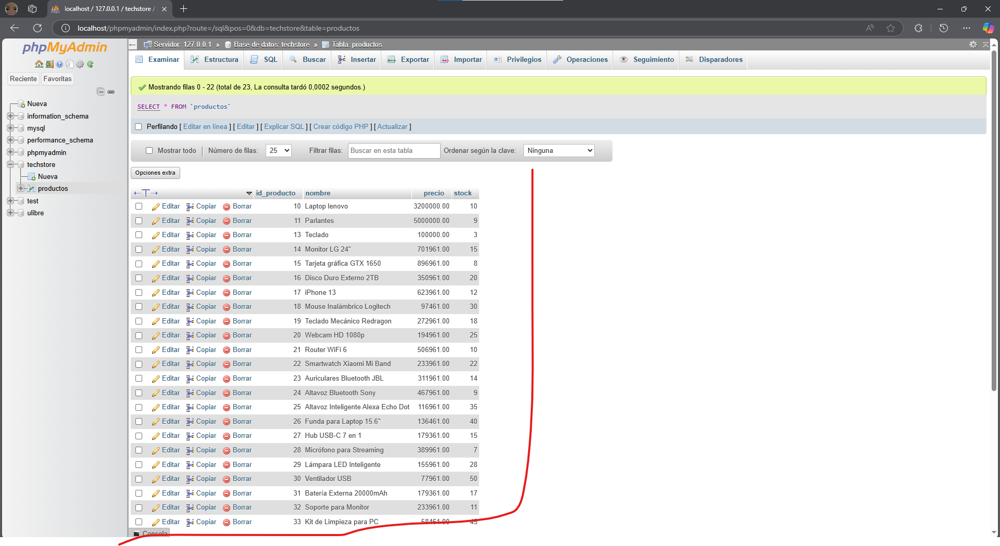 localhost / 127.0.0.1 / techstore /
localhost/phpmyadmin/index.php?route=/sql&pos=0&db=techstore&table=productos
phpMyAdmin
Reciente Favoritas
Nueva
information_schema
mysql
performance_schema
phpmyadmin
techstore
Nueva
productos
test
ulibre
Servidor: 127.0.0.1 » Base de datos: techstore » Tabla: productos
Examinar Estructura SQL Buscar Insertar Exportar Importar Privilegios Operaciones Seguimiento Disparadores
Mostrando filas 0 - 22 (total de 23, La consulta tardó 0,0002 segundos.)
SELECT * FROM `productos`
Perfilando [ Editar en línea ] [ Editar ] [ Explicar SQL ] [ Crear código PHP ] [ Actualizar ]
Mostrar todo Número de filas: 25 Filtrar filas: Buscar en esta tabla Ordenar según la clave: Ninguna
Opciones extra
id_producto nombre precio stock
Editar Copiar Borrar 10 Laptop lenovo 3200000.00 10
Editar Copiar Borrar 11 Parlantes 5000000.00 9
Editar Copiar Borrar 13 Teclado 100000.00 3
Editar Copiar Borrar 14 Monitor LG 24" 701961.00 15
Editar Copiar Borrar 15 Tarjeta gráfica GTX 1650 896961.00 8
Editar Copiar Borrar 16 Disco Duro Externo 2TB 350961.00 20
Editar Copiar Borrar 17 iPhone 13 623961.00 12
Editar Copiar Borrar 18 Mouse Inalámbrico Logitech 97461.00 30
Editar Copiar Borrar 19 Teclado Mecánico Redragon 272961.00 18
Editar Copiar Borrar 20 Webcam HD 1080p 194961.00 25
Editar Copiar Borrar 21 Router WiFi 6 506961.00 10
Editar Copiar Borrar 22 Smartwatch Xiaomi Mi Band 233961.00 22
Editar Copiar Borrar 23 Auriculares Bluetooth JBL 311961.00 14
Editar Copiar Borrar 24 Altavoz Bluetooth Sony 467961.00 9
Editar Copiar Borrar 25 Altavoz Inteligente Alexa Echo Dot 116961.00 35
Editar Copiar Borrar 26 Funda para Laptop 15.6" 136461.00 40
Editar Copiar Borrar 27 Hub USB-C 7 en 1 179361.00 15
Editar Copiar Borrar 28 Micrófono para Streaming 389961.00 7
Editar Copiar Borrar 29 Lámpara LED Inteligente 155961.00 28
Editar Copiar Borrar 30 Ventilador USB 77961.00 50
Editar Copiar Borrar 31 Batería Externa 20000mAh 179361.00 17
Editar Copiar Borrar 32 Soporte para Monitor 233961.00 11
Editar Copiar Borrar 33 Kit de Limpieza para PC 58461.00 45
Consola